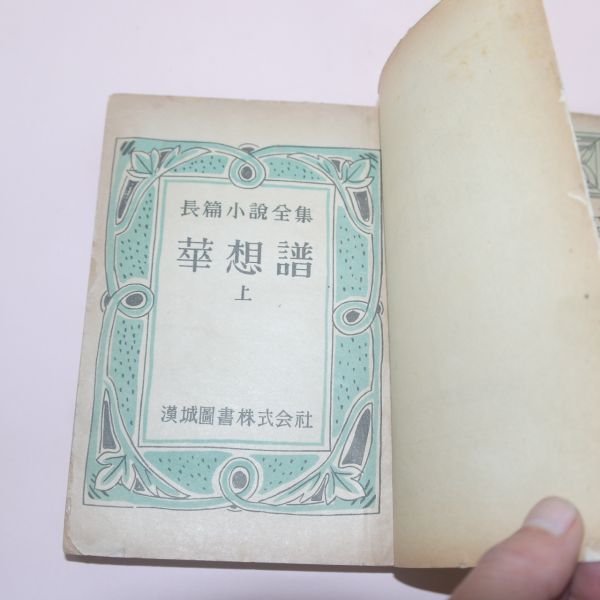 長篇小說全集
華想譜
上
漢城圖書株式会社